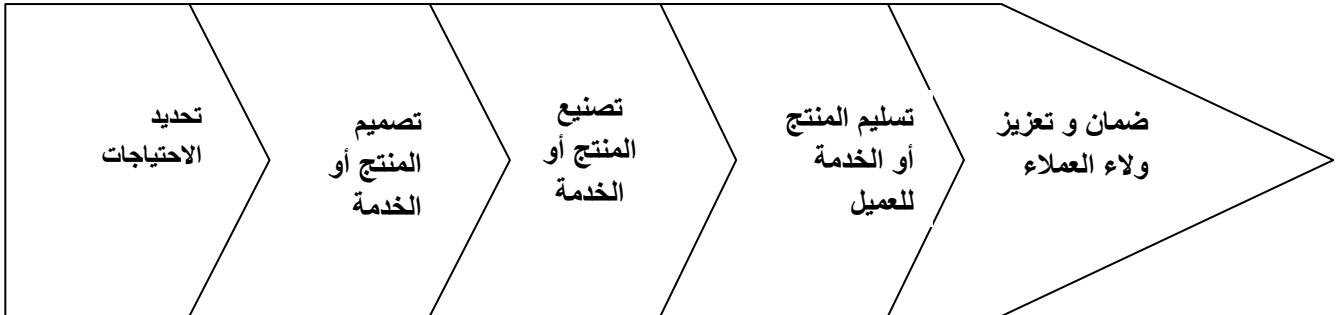 تحديد
الاحتياجات
تصميم
المنتج أو
الخدمة
تصنيع
المنتج أو
الخدمة
تسليم المنتج
أو الخدمة
للعميل
ضمان و تعزيز
ولاء العملاء